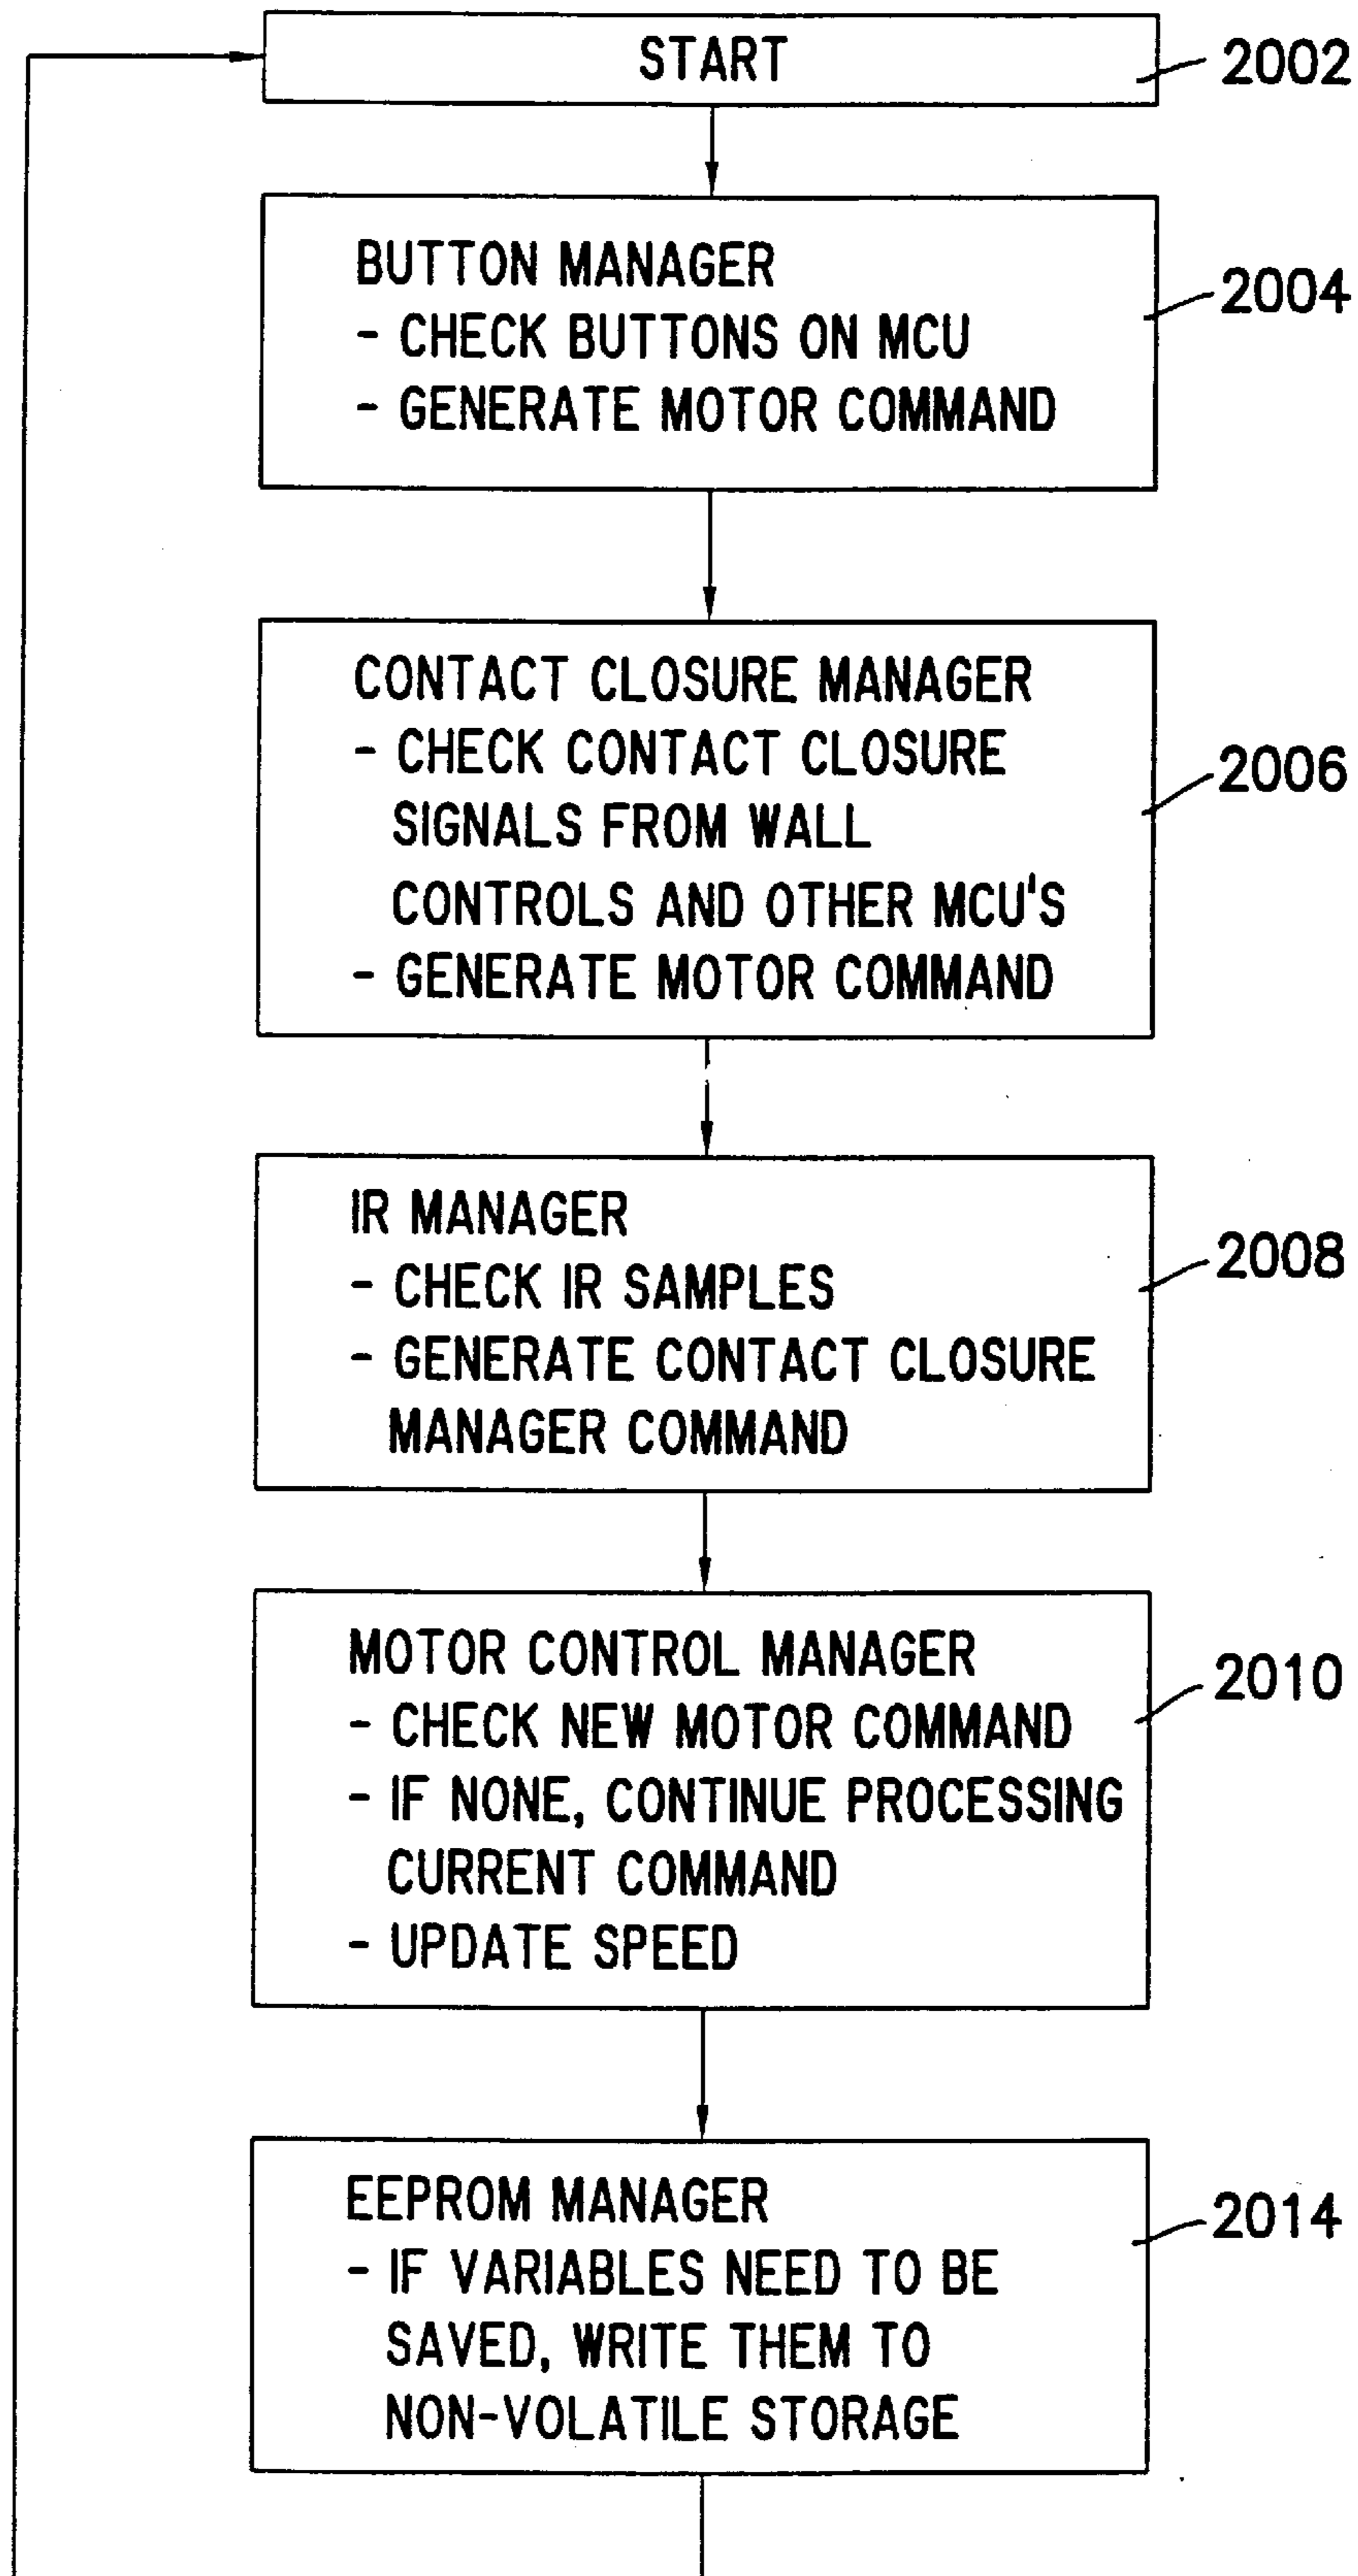 START
2002
BUTTON MANAGER
- CHECK BUTTONS ON MCU
- GENERATE MOTOR COMMAND
2004
CONTACT CLOSURE MANAGER
- CHECK CONTACT CLOSURE
SIGNALS FROM WALL
CONTROLS AND OTHER MCU'S
- GENERATE MOTOR COMMAND
2006
IR MANAGER
- CHECK IR SAMPLES
- GENERATE CONTACT CLOSURE
MANAGER COMMAND
2008
MOTOR CONTROL MANAGER
- CHECK NEW MOTOR COMMAND
- IF NONE, CONTINUE PROCESSING
CURRENT COMMAND
- UPDATE SPEED
2010
EEPROM MANAGER
- IF VARIABLES NEED TO BE
SAVED, WRITE THEM TO
NON-VOLATILE STORAGE
2014